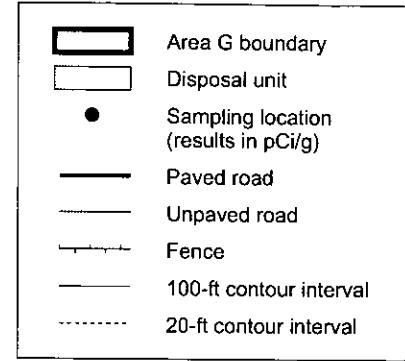 Area G boundary
Disposal unit
Sampling location
(results in pCi/g)
Paved road
Unpaved road
Fence
100-ft contour interval
20-ft contour interval